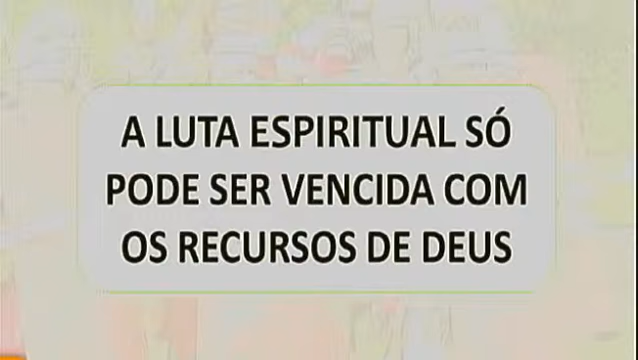 A LUTA ESPIRITUAL SÓ
PODE SER VENCIDA COM
OS RECURSOS DE DEUS